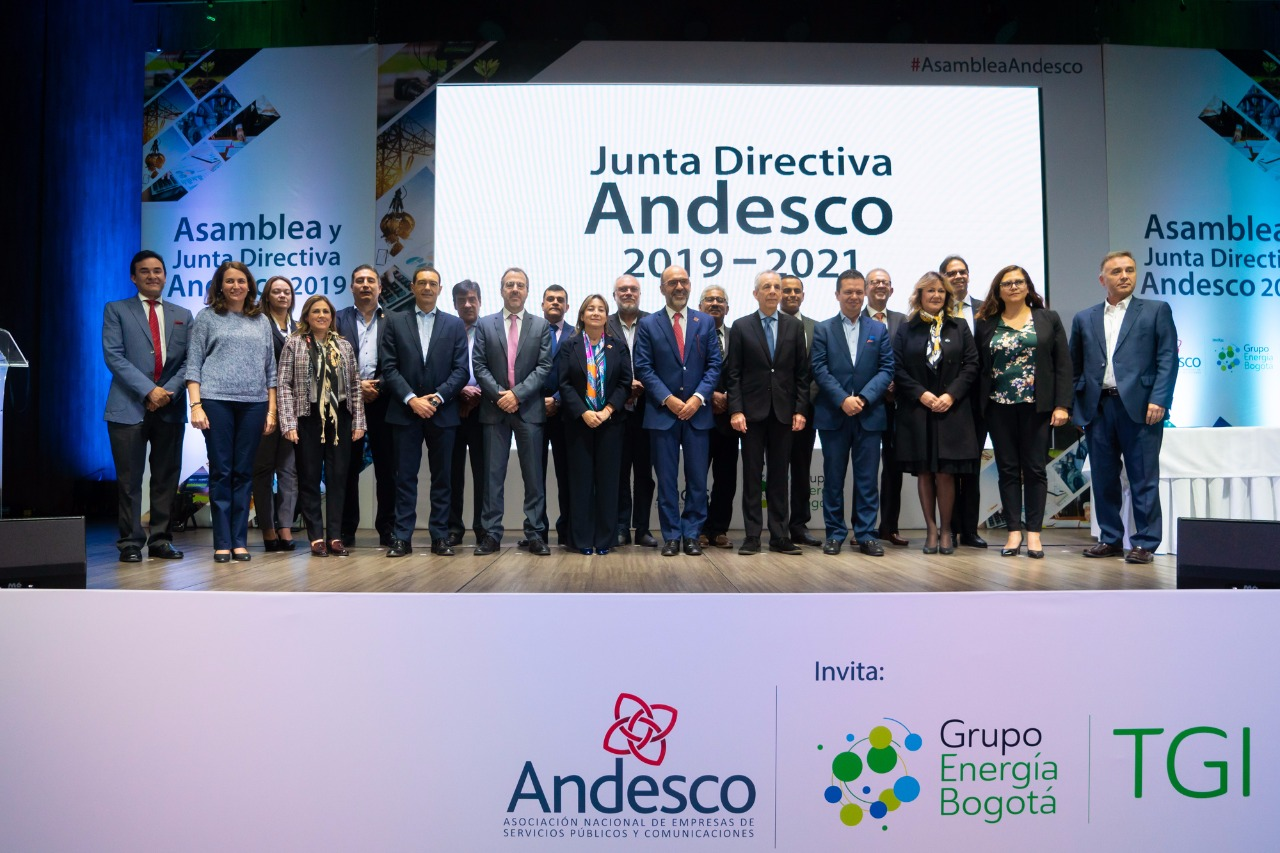 #AsambleaAndesco
Junta Directiva
Andesco
2019 – 2021
Asamblea y
Junta Directiva
Andesco 2019
Asamblea
Junta Directiva
Andesco
Grupo
Energía
Bogotá
Invita:
Andesco
ASOCIACIÓN NACIONAL DE EMPRESAS DE
SERVICIOS PÚBLICOS Y COMUNICACIONES
Grupo
Energía
Bogotá
TGI